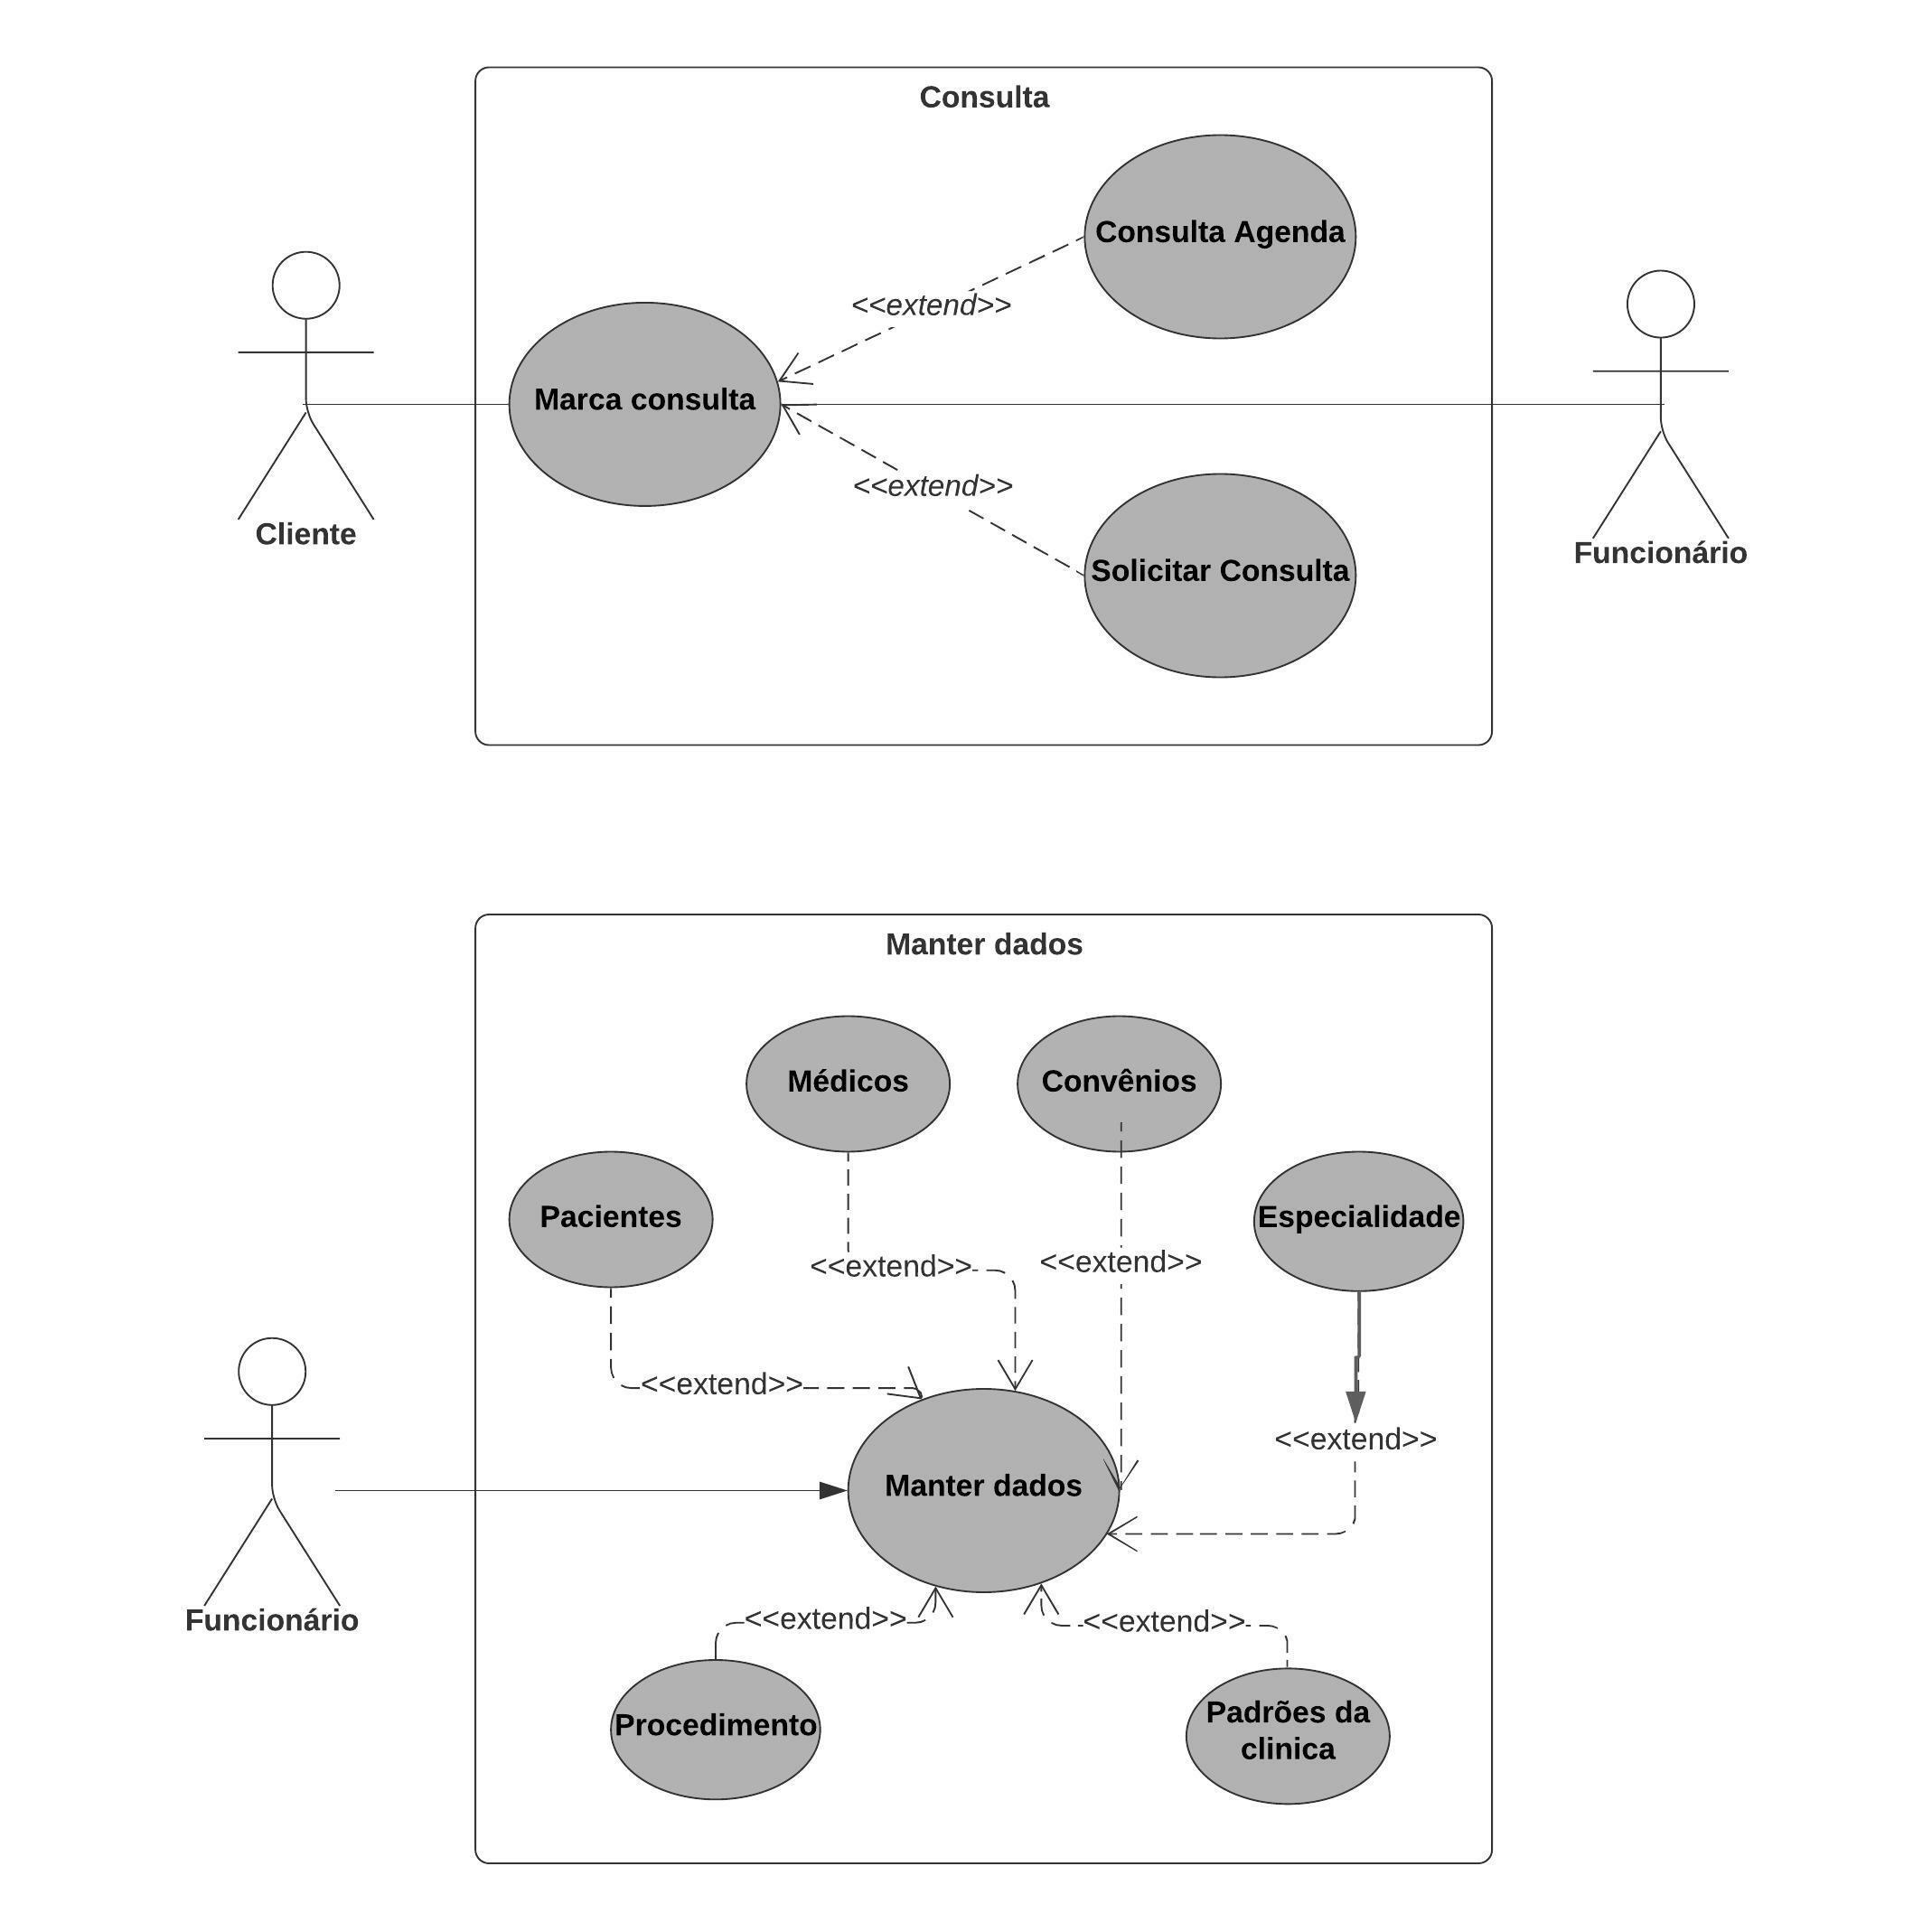 Consulta
Consulta Agenda
<<extend>>
Marca consulta
<<extend>>
Cliente
Funcionário
Solicitar Consulta
Manter dados
Médicos
Convênios
Pacientes
Especialidade
<<extend>>
<<extend>>
<<extend>>
<<extend>>
Manter dados
Funcionário
<<extend>>
<<extend>>
Procedimento
Padrões da
clinica